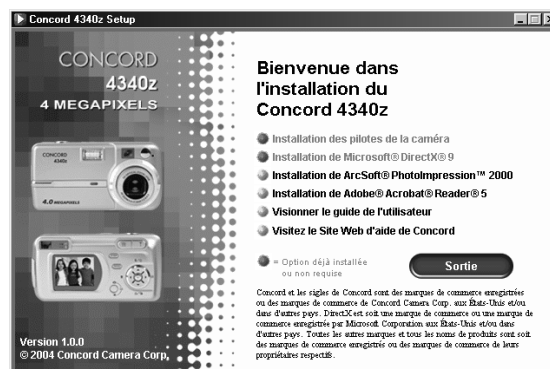 Concord 4340z Setup
CONCORD
4340z
4 MEGAPIXELS
CONCORD
4340z
4.0 MEGAPIXELS
Version 1.0.0
© 2004 Concord Camera Corp.
Bienvenue dans
l'installation du
Concord 4340z
Installation des pilotes de la caméra
Installation de Microsoft® DirectX® 9
Installation de ArcSoft® PhotoImpression™ 2000
Installation de Adobe® Acrobat® Reader® 5
Visionner le guide de l'utilisateur
Visitez le Site Web d'aide de Concord
= Option déjà installée
ou non requise
Sortie
Concord et les sigles de Concord sont des marques de commerce enregistrées
ou des marques de commerce de Concord Camera Corp. aux États-Unis et/ou
dans d'autres pays. DirectX est soit une marque de commerce ou une marque de
commerce enregistrée par Microsoft Corporation aux États-Unis et/ou dans
d'autres pays. Toutes les autres marques et tous les noms de produits sont soit
des marques de commerce enregistrés ou des marques de commerce de leurs
propriétaires respectifs.